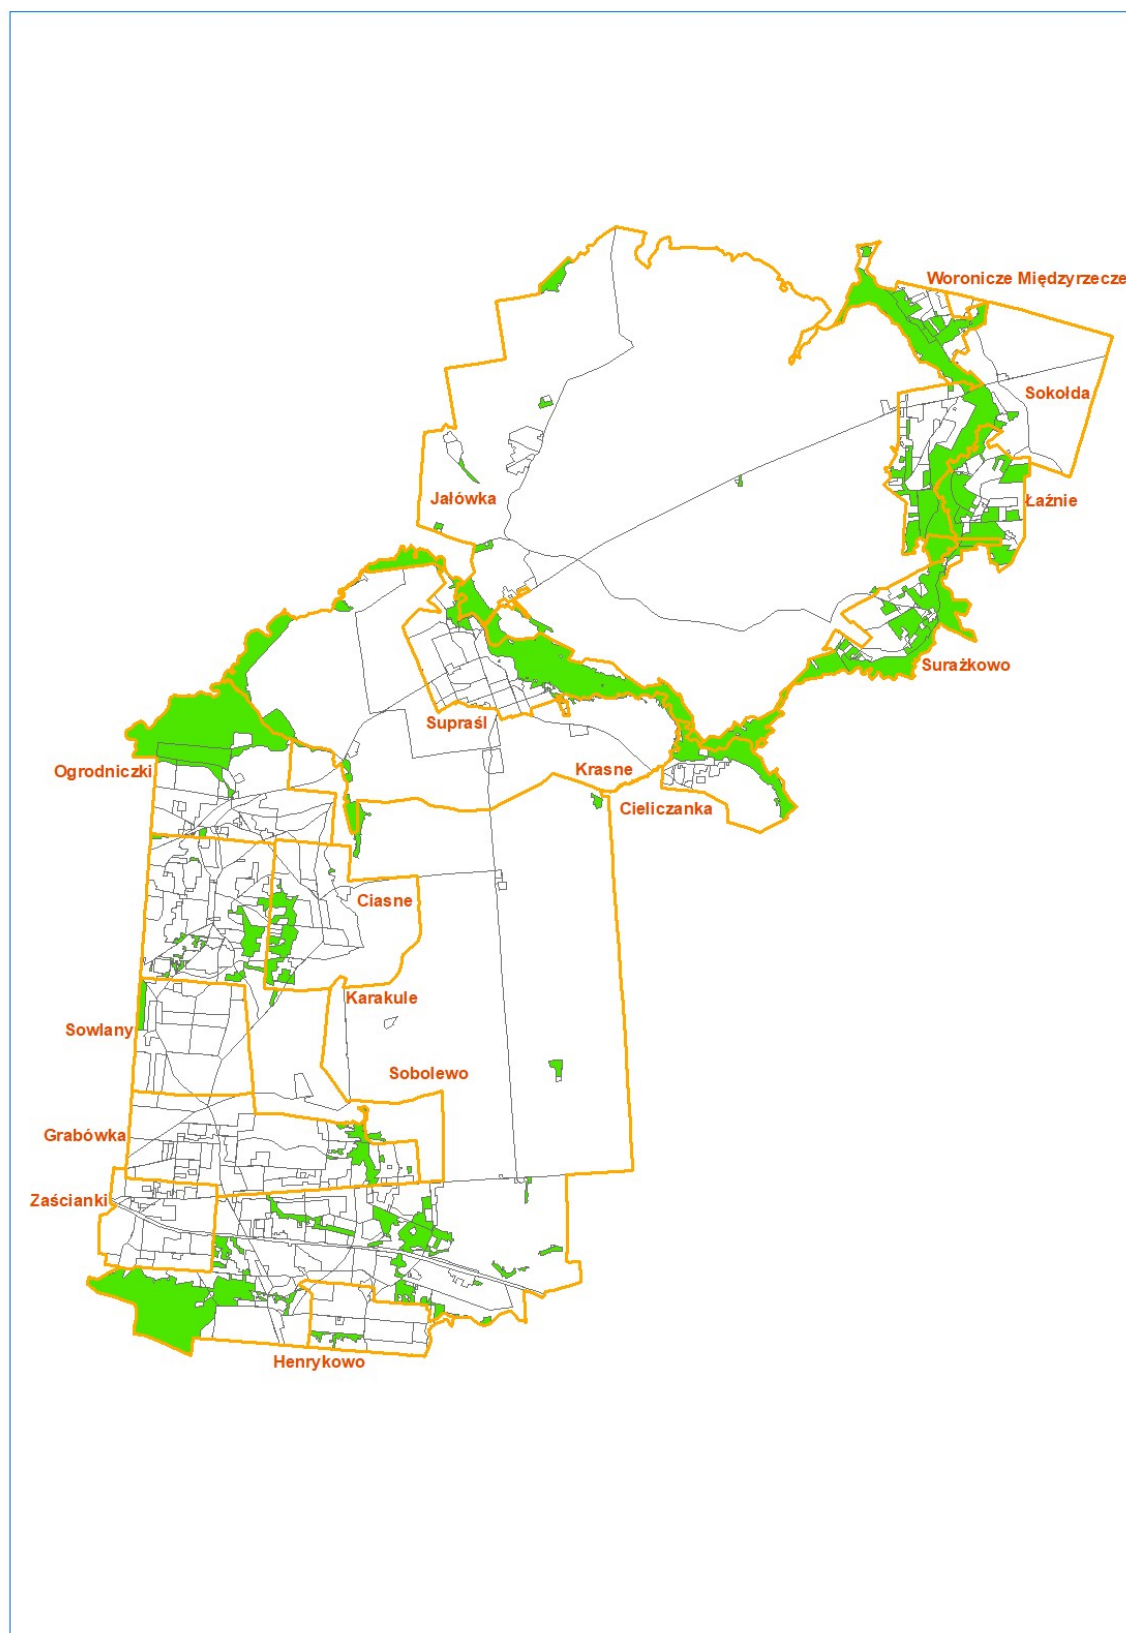 Woronicze Międzyrzecze
Sokołda
Jałówka
Łaźnie
Surażkowo
Supraśl
Ogrodniczki
Krasne
Cieliczanka
Ciasne
Karakule
Sowlany
Sobolewo
Grabówka
Zaścianki
Henrykowo